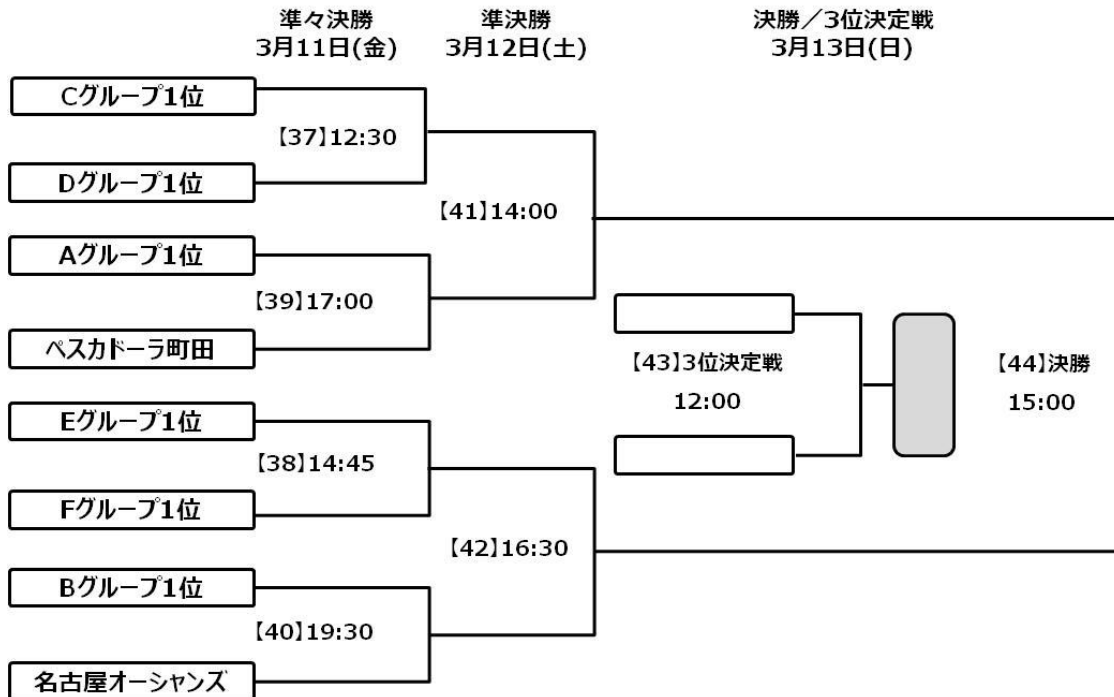 準々決勝
3月11日(金)
準決勝
3月12日(土)
決勝／3位決定戦
3月13日(日)
Cグループ1位
【37】12:30
Dグループ1位
【41】14:00
Aグループ1位
【39】17:00
ペスカドーラ町田
【43】3位決定戦
12:00
【44】決勝
15:00
Eグループ1位
【38】14:45
Fグループ1位
【42】16:30
Bグループ1位
【40】19:30
名古屋オーシャンズ